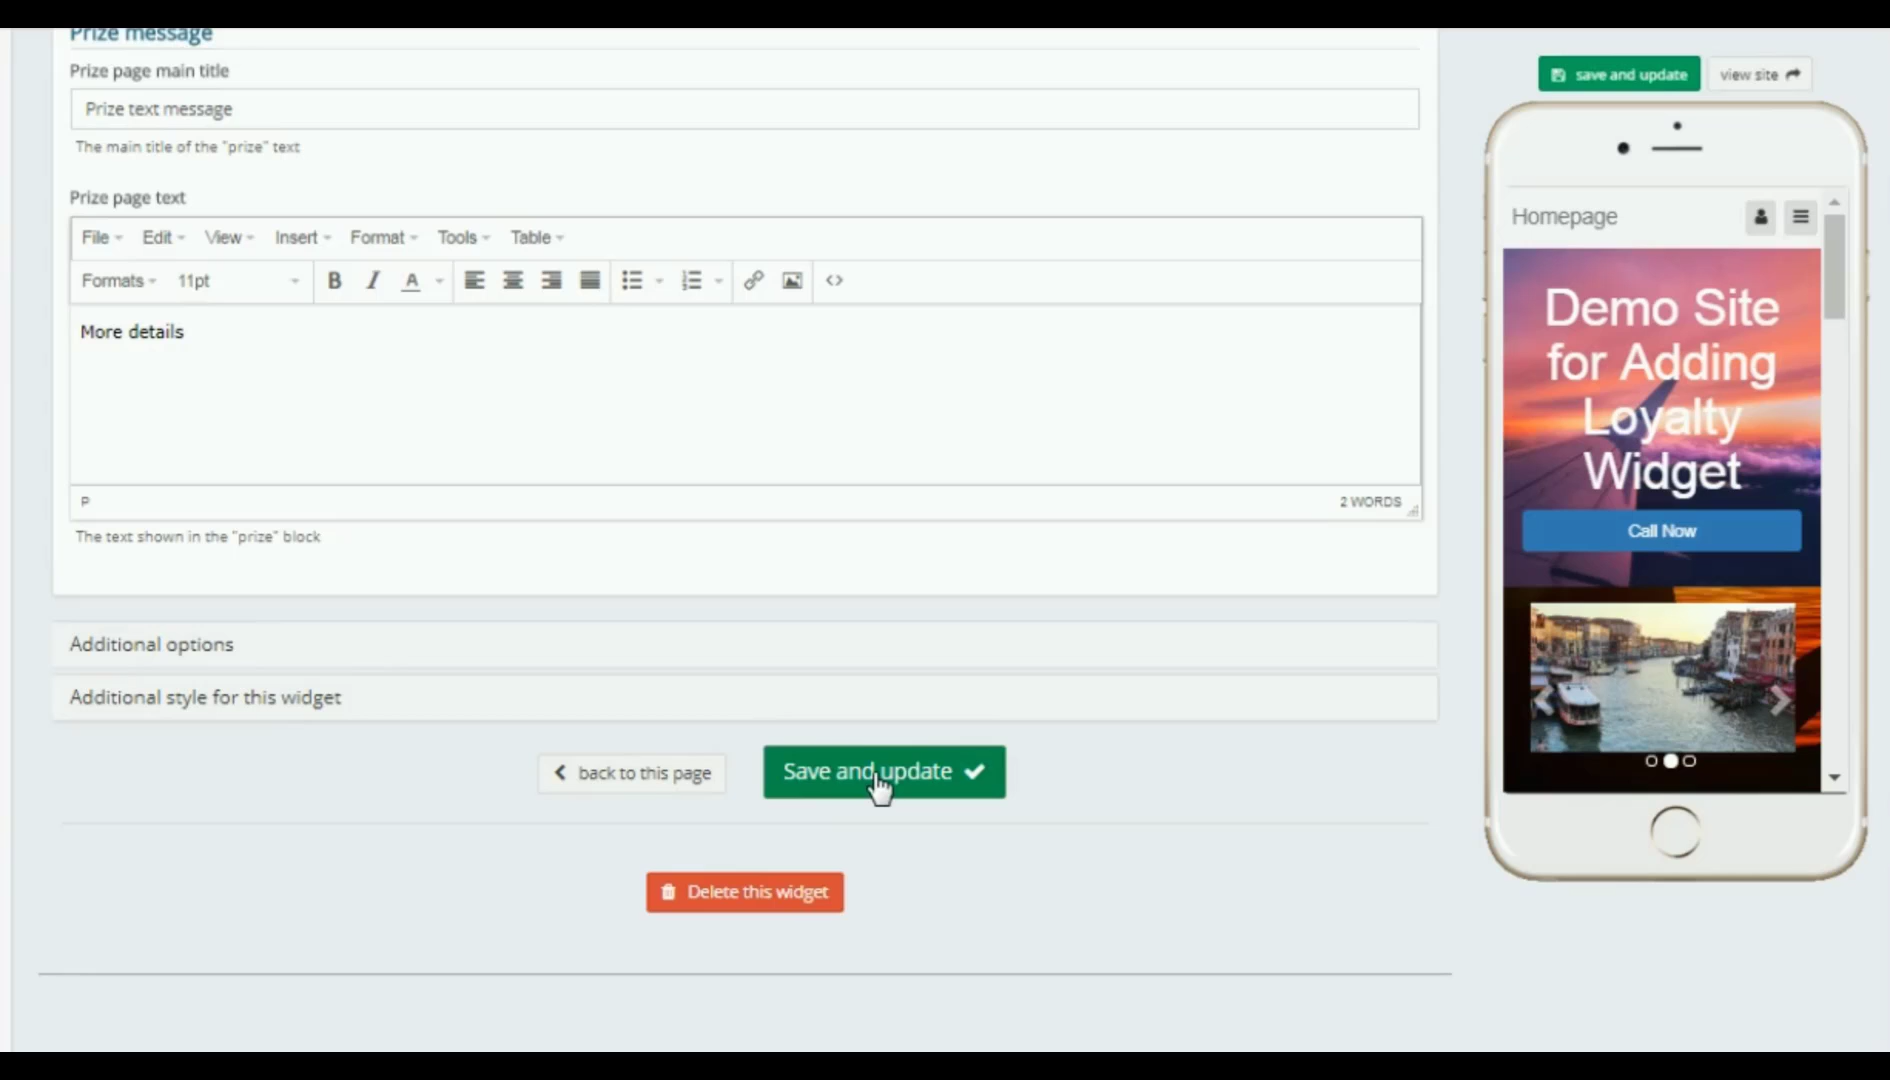 Prize message
Prize page main title
Prize text message
The main title of the "prize" text
Prize page text
File Edit View Insert Format Tools Table
Formats 11pt B I A
More details
P 2 WORDS
The text shown in the "prize" block
Additional options
Additional style for this widget
back to this page Save and update
Delete this widget
save and update view site
Homepage
Demo Site
for Adding
Loyalty
Widget
Call Now